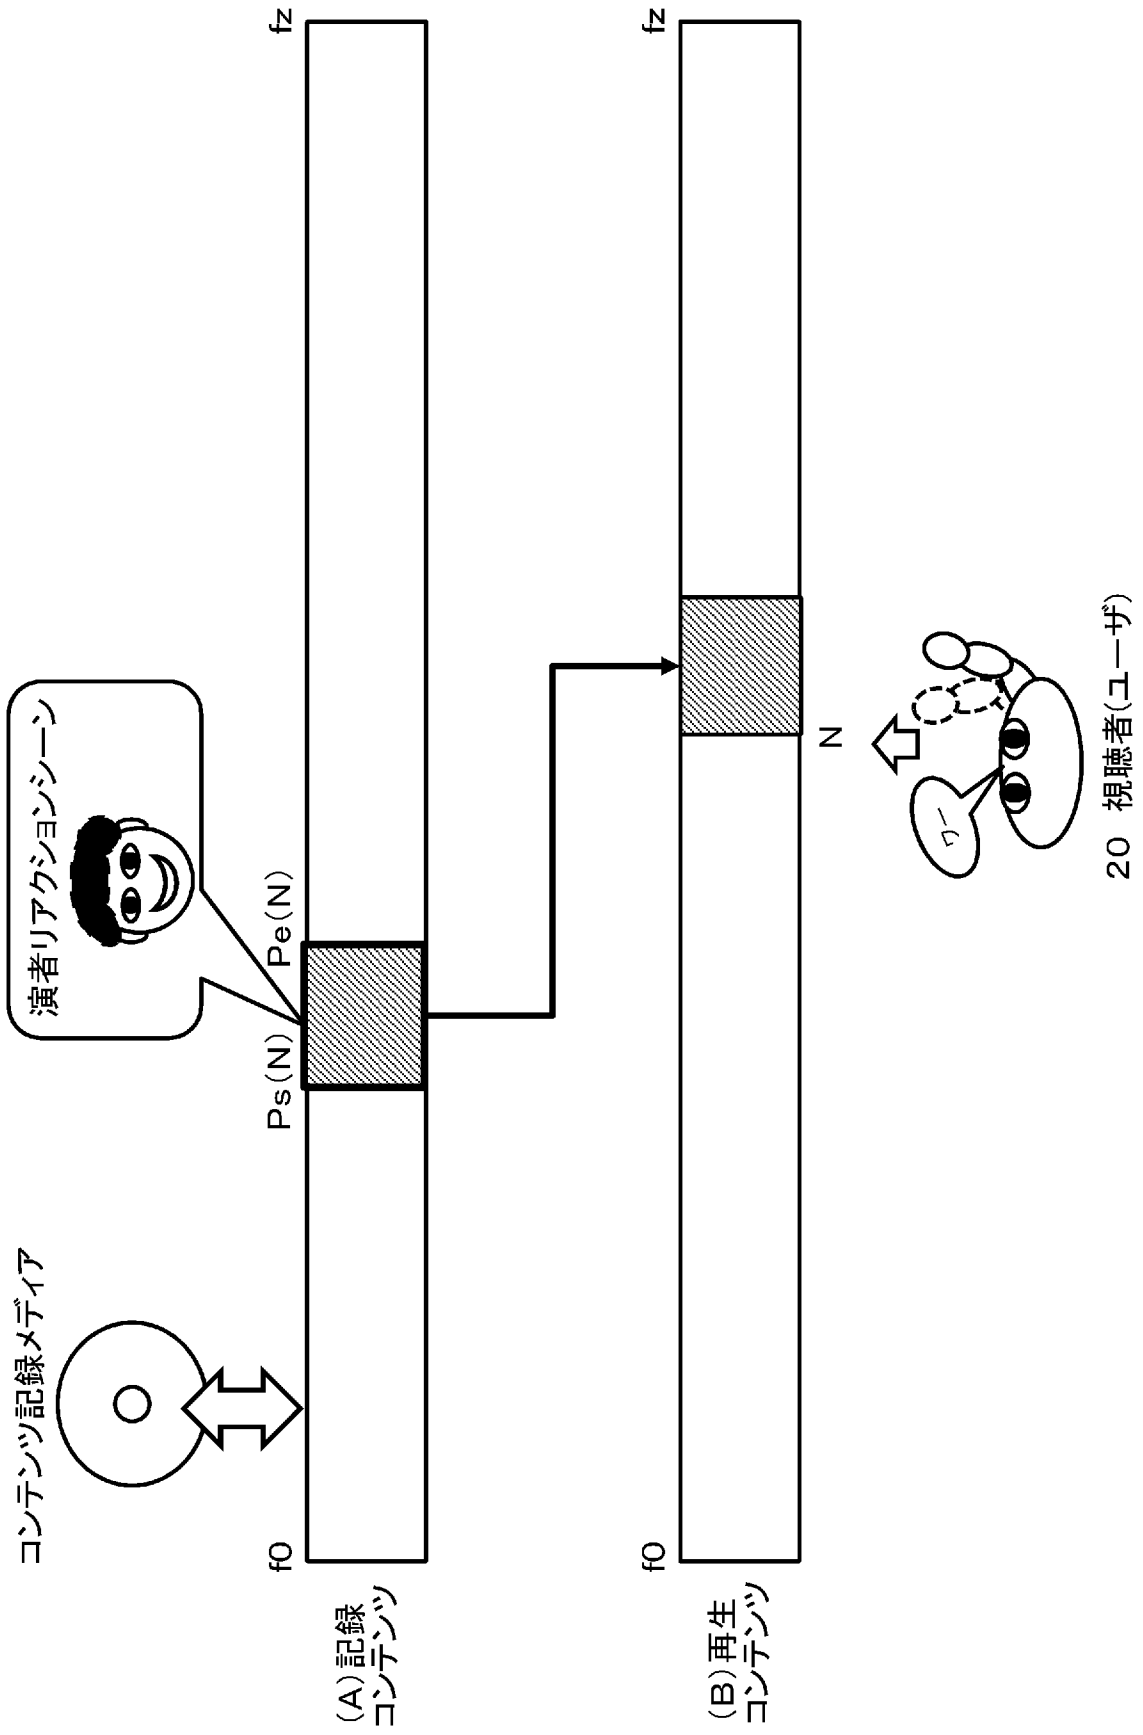 コンテンツ記録メディア
演者リアクションシーン
Ps(N)
Pe(N)
f0
fz
(A)記録
コンテンツ
f0
fz
(B)再生
コンテンツ
N
ワー
20 視聴者(ユーザ)